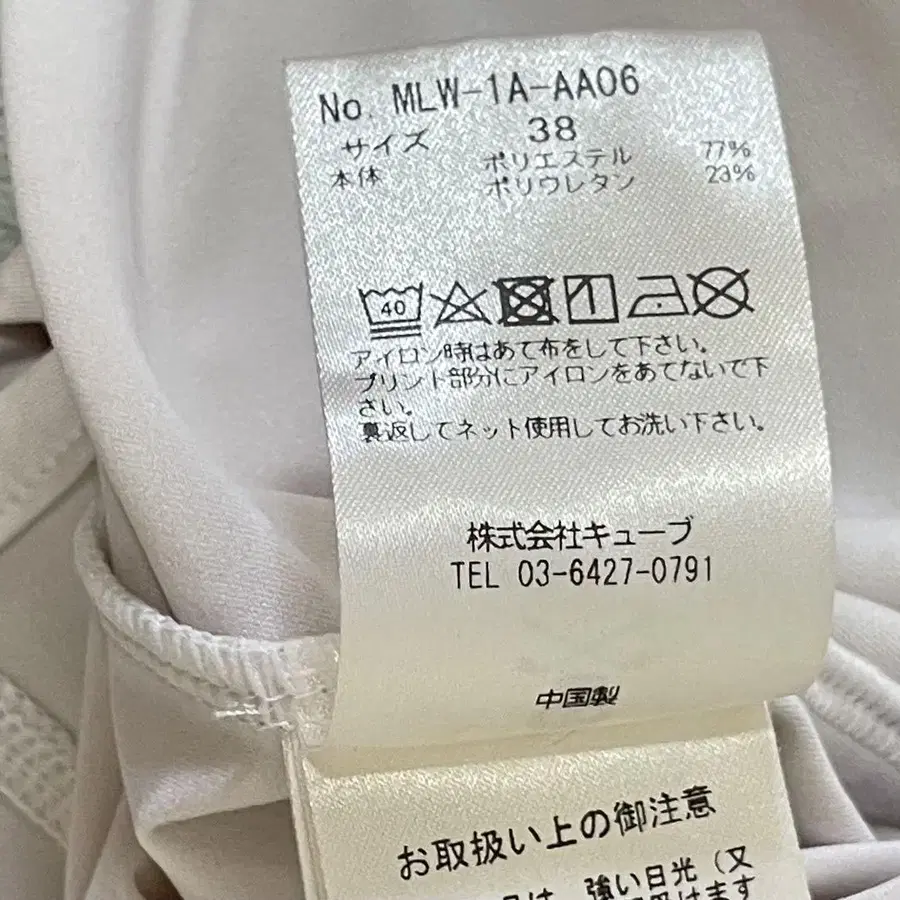 No. MLW-1A-AA06
サイズ 38
本体 ポリエステル 77%
ポリウレタン 23%
40
1
アイロン時はあて布をして下さい。
プリント部分にアイロンをあてないで下
さい。
裏返してネット使用してお洗い下さい。
株式会社キューブ
TEL 03-6427-0791
中国製
お取扱い上の御注意
は、強い日光(又
ます